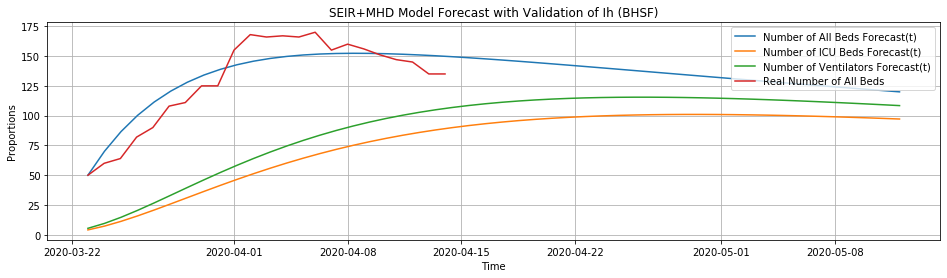 SEIR+MHD Model Forecast with Validation of Ih (BHSF)
Number of All Beds Forecast(t)
Number of ICU Beds Forecast(t)
Number of Ventilators Forecast(t)
Real Number of All Beds
Proportions
175
150
125
100
75
50
25
0
2020-03-22
2020-04-01
2020-04-08
2020-04-15
2020-04-22
2020-05-01
2020-05-08
Time